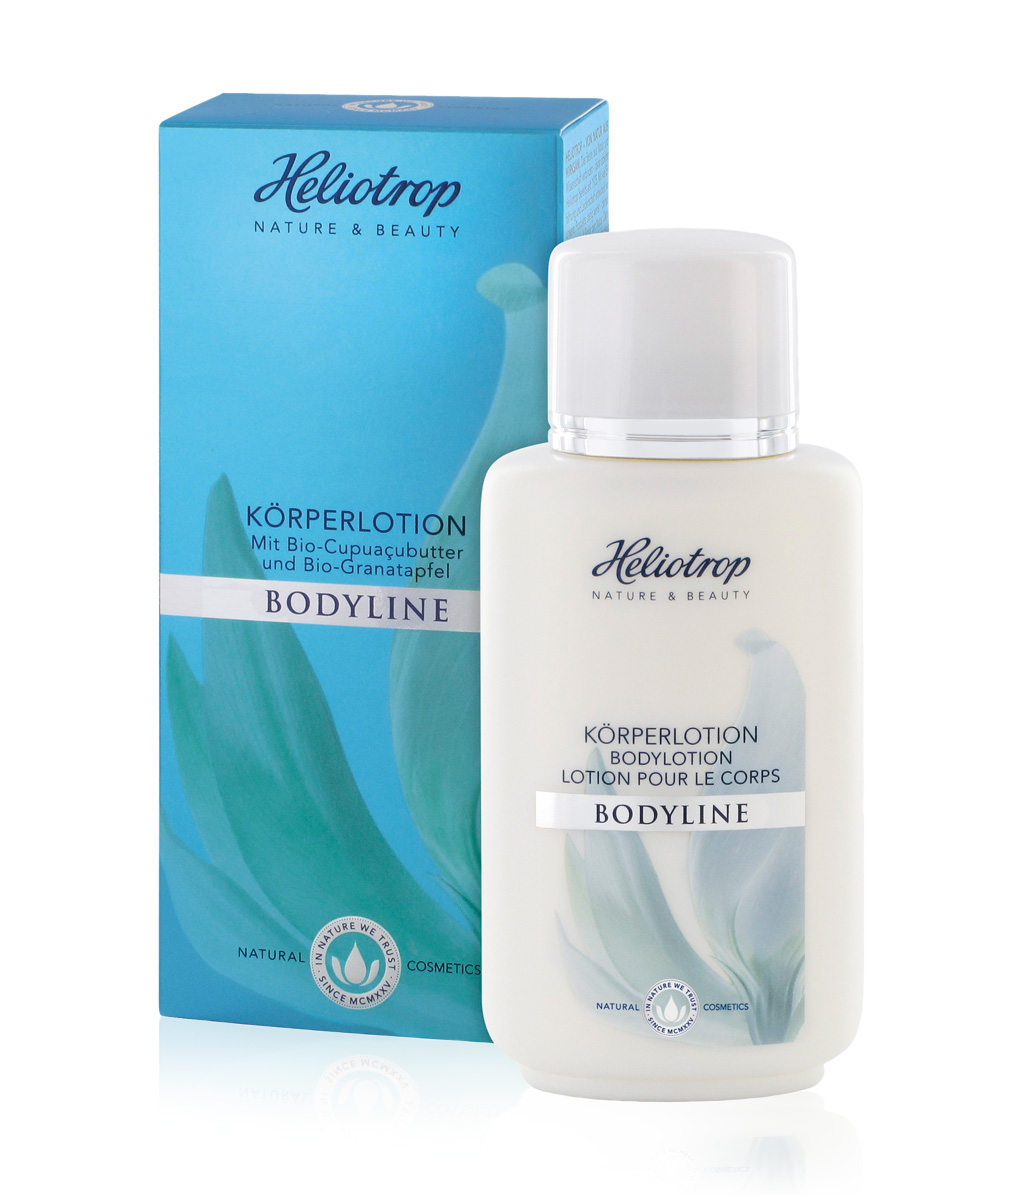 Heliotrop
NATURE & BEAUTY
KÖRPERLOTION
Mit Bio-Cupuaçubutter
und Bio-Granatapfel
BODYLINE
NATURAL
IN NATURE WE TRUST
SINCE MCMXXV
COSMETICS
Heliotrop
NATURE & BEAUTY
KÖRPERLOTION
BODYLOTION
LOTION POUR LE CORPS
BODYLINE
NATURAL
IN NATURE WE TRUST
SINCE MCMXXV
COSMETICS